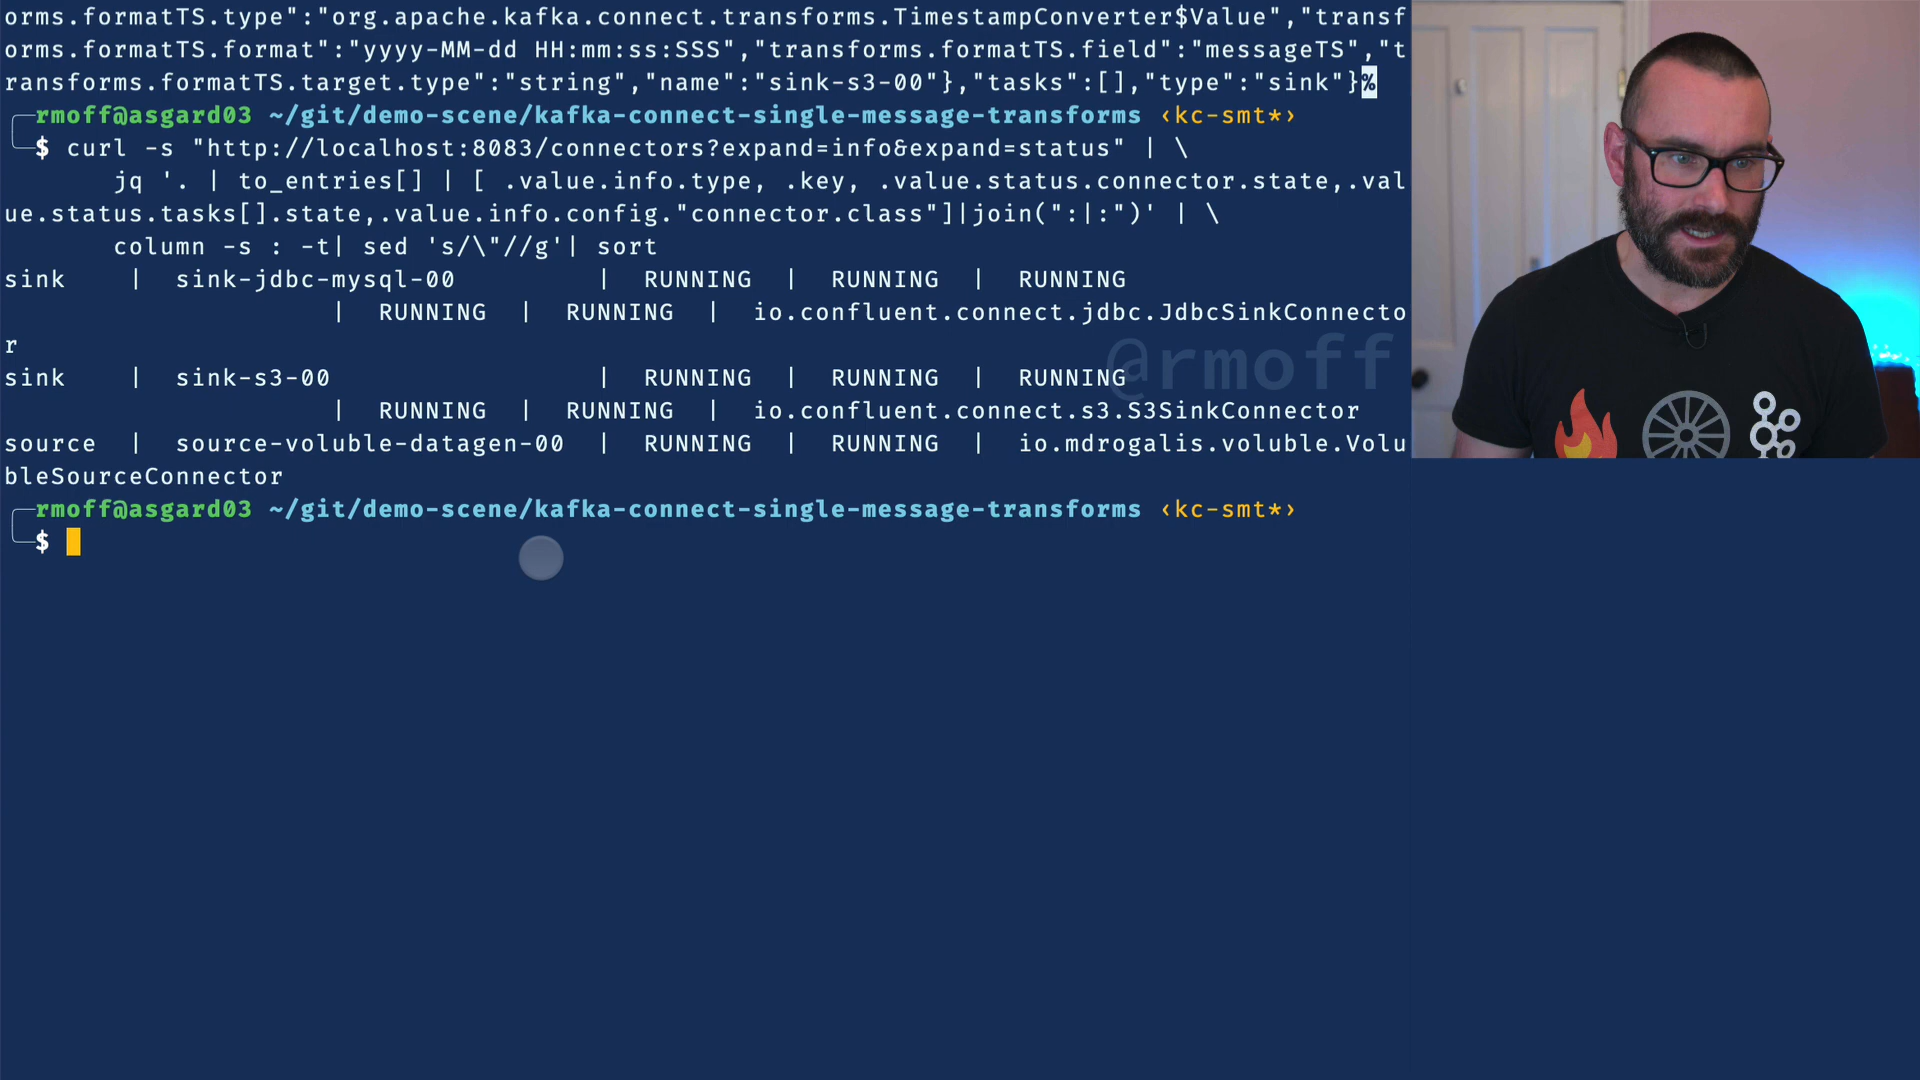 orms.formatTS.type":"org.apache.kafka.connect.transforms.TimestampConverter$Value","transf
orms.formatTS.format":"yyyy-MM-dd HH:mm:ss:SSS","transforms.formatTS.field":"messageTS","t
ransforms.formatTS.target.type":"string","name":"sink-s3-00"},"tasks":[],"type":"sink"}%
rmoff@asgard03 ~/git/demo-scene/kafka-connect-single-message-transforms ‹kc-smt*›
$ curl -s "http://localhost:8083/connectors?expand=info&expand=status" | \
jq '. | to_entries[] | [ .value.info.type, .key, .value.status.connector.state,.val
ue.status.tasks[].state,.value.info.config."connector.class"]|join(":|:")' | \
column -s : -t| sed 's/\"//g'| sort
sink | sink-jdbc-mysql-00 | RUNNING | RUNNING | RUNNING
| RUNNING | RUNNING | io.confluent.connect.jdbc.JdbcSinkConnecto
r
@rmoff
sink | sink-s3-00 | RUNNING | RUNNING | RUNNING
| RUNNING | RUNNING | io.confluent.connect.s3.S3SinkConnector
source | source-voluble-datagen-00 | RUNNING | RUNNING | io.mdrogalis.voluble.Volu
bleSourceConnector
rmoff@asgard03 ~/git/demo-scene/kafka-connect-single-message-transforms ‹kc-smt*›
$